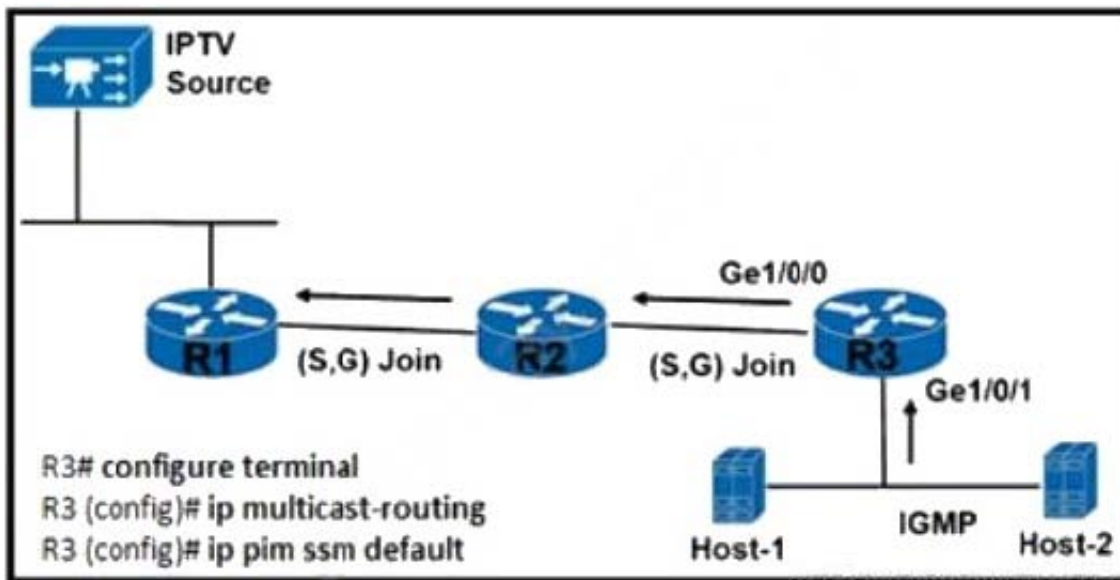 IPTV
Source
Ge1/0/0
R1
R2
R3
(S,G) Join
(S,G) Join
Ge1/0/1
R3# configure terminal
R3 (config)# ip multicast-routing
R3 (config)# ip pim ssm default
Host-1
IGMP
Host-2